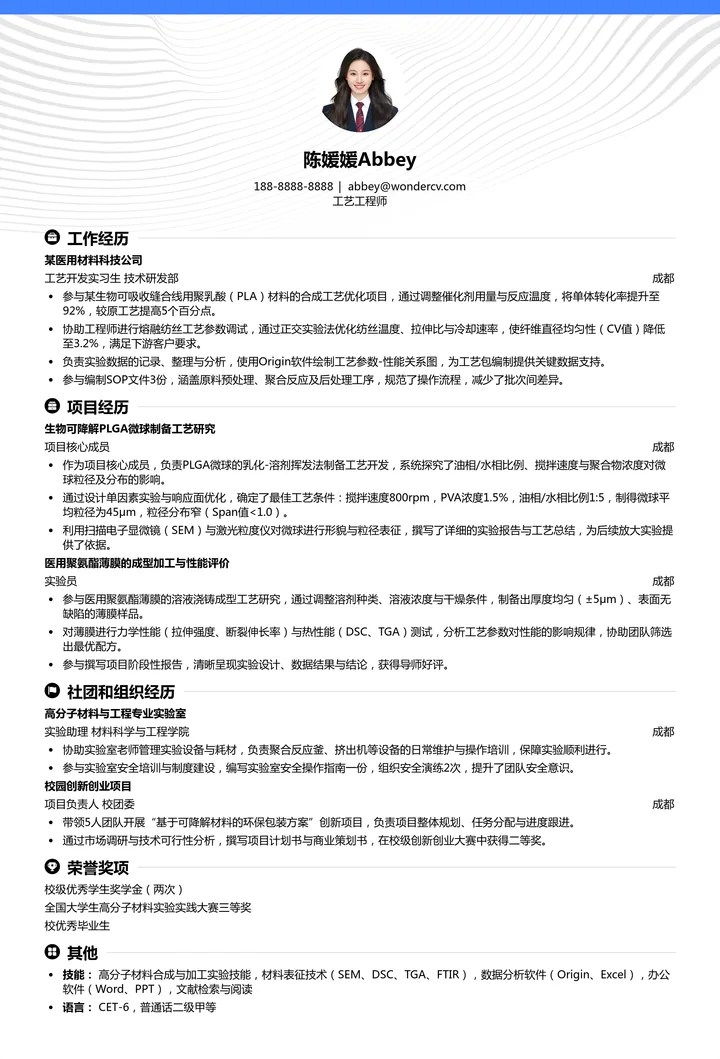 陈媛媛Abbey
188-8888-8888 | abbey@wondercv.com
工艺工程师
工作经历
某医用材料科技公司
工艺开发实习生 技术研发部 成都
• 参与某生物可吸收缝合线用聚乳酸（PLA）材料的合成工艺优化项目，通过调整催化剂用量与反应温度，将单体转化率提升至
92%，较原工艺提高5个百分点。
• 协助工程师进行熔融纺丝工艺参数调试，通过正交实验法优化纺丝温度、拉伸比与冷却速率，使纤维直径均匀性（CV值）降低
至3.2%，满足下游客户要求。
• 负责实验数据的记录、整理与分析，使用Origin软件绘制工艺参数-性能关系图，为工艺包编制提供关键数据支持。
• 参与编制SOP文件3份，涵盖原料预处理、聚合反应及后处理工序，规范了操作流程，减少了批次间差异。
项目经历
生物可降解PLGA微球制备工艺研究
项目核心成员 成都
• 作为项目核心成员，负责PLGA微球的乳化-溶剂挥发法制备工艺开发，系统探究了油相/水相比例、搅拌速度与聚合物浓度对微
球粒径及分布的影响。
• 通过设计单因素实验与响应面优化，确定了最佳工艺条件：搅拌速度800rpm，PVA浓度1.5%，油相/水相比例1:5，制得微球平
均粒径为45μm，粒径分布窄（Span值<1.0）。
• 利用扫描电子显微镜（SEM）与激光粒度仪对微球进行形貌与粒径表征，撰写了详细的实验报告与工艺总结，为后续放大实验提
供了依据。
医用聚氨酯薄膜的成型加工与性能评价
实验员 成都
• 参与医用聚氨酯薄膜的溶液浇铸成型工艺研究，通过调整溶剂种类、溶液浓度与干燥条件，制备出厚度均匀（±5μm）、表面无
缺陷的薄膜样品。
• 对薄膜进行力学性能（拉伸强度、断裂伸长率）与热性能（DSC、TGA）测试，分析工艺参数对性能的影响规律，协助团队筛选
出最优配方。
• 参与撰写项目阶段性报告，清晰呈现实验设计、数据结果与结论，获得导师好评。
社团和组织经历
高分子材料与工程专业实验室
实验助理 材料科学与工程学院 成都
• 协助实验室老师管理实验设备与耗材，负责聚合反应釜、挤出机等设备的日常维护与操作培训，保障实验顺利进行。
• 参与实验室安全培训与制度建设，编写实验室安全操作指南一份，组织安全演练2次，提升了团队安全意识。
校园创新创业项目
项目负责人 校团委 成都
• 带领5人团队开展“基于可降解材料的环保包装方案”创新项目，负责项目整体规划、任务分配与进度跟进。
• 通过市场调研与技术可行性分析，撰写项目计划书与商业策划书，在校级创新创业大赛中获得二等奖。
荣誉奖项
校级优秀学生奖学金（两次）
全国大学生高分子材料实验实践大赛三等奖
校优秀毕业生
其他
• 技能： 高分子材料合成与加工实验技能，材料表征技术（SEM、DSC、TGA、FTIR），数据分析软件（Origin、Excel），办公
软件（Word、PPT），文献检索与阅读
• 语言： CET-6，普通话二级甲等